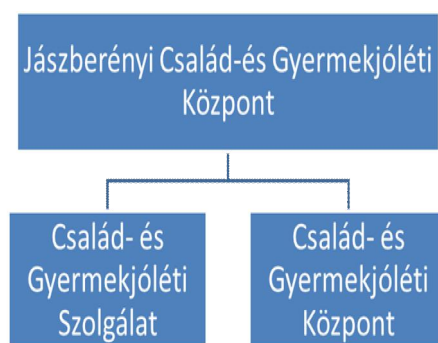 Jászberényi Család-és Gyermekjóléti
Központ
Család- és
Gyermekjóléti
Szolgálat
Család- és
Gyermekjóléti
Központ